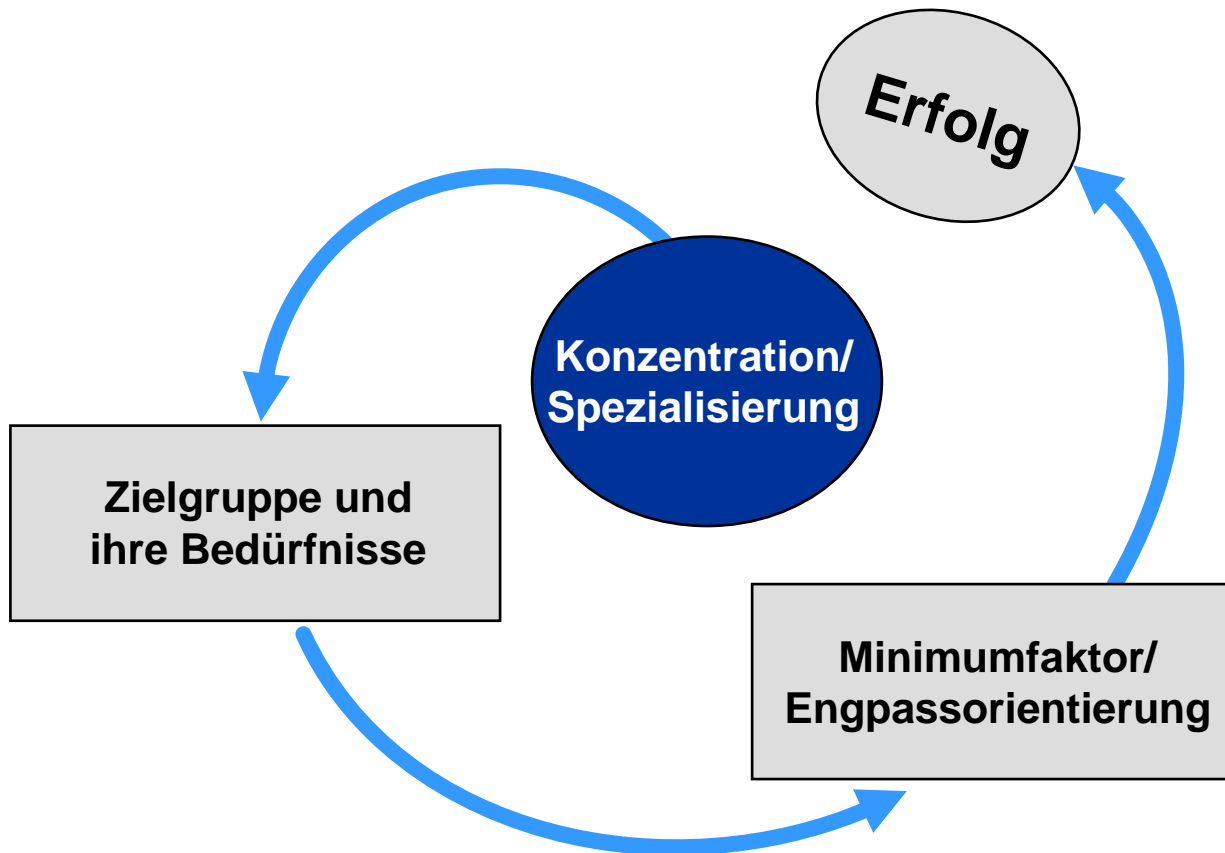 Erfolg
Konzentration/
Spezialisierung
Zielgruppe und
ihre Bedürfnisse
Minimumfaktor/
Engpassorientierung